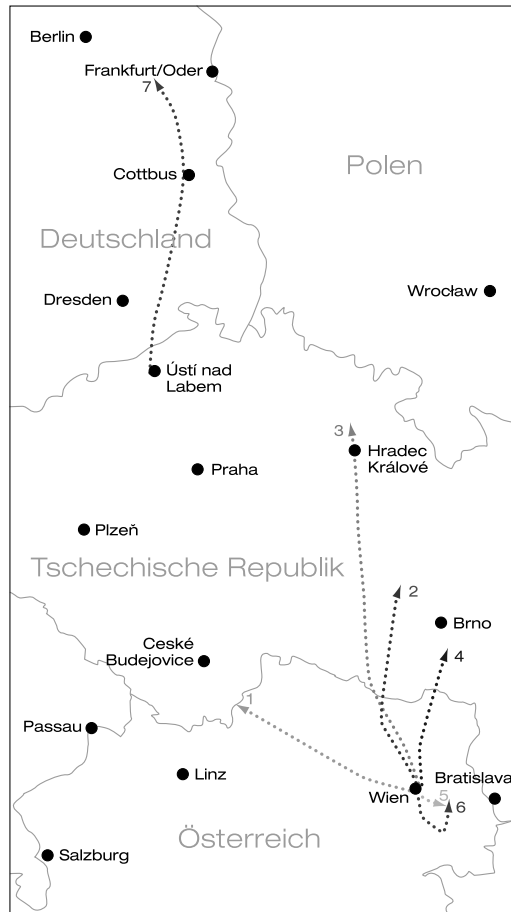 Berlin
Frankfurt/Oder
7
Polen
Cottbus
Deutschland
Wrocław
Dresden
Ústí nad
Labem
3
Hradec
Králové
Praha
Plzeň
Tschechische Republik
2
Brno
České
Budejovice
4
1
Passau
Linz
Bratislava
Wien
5
6
Österreich
Salzburg